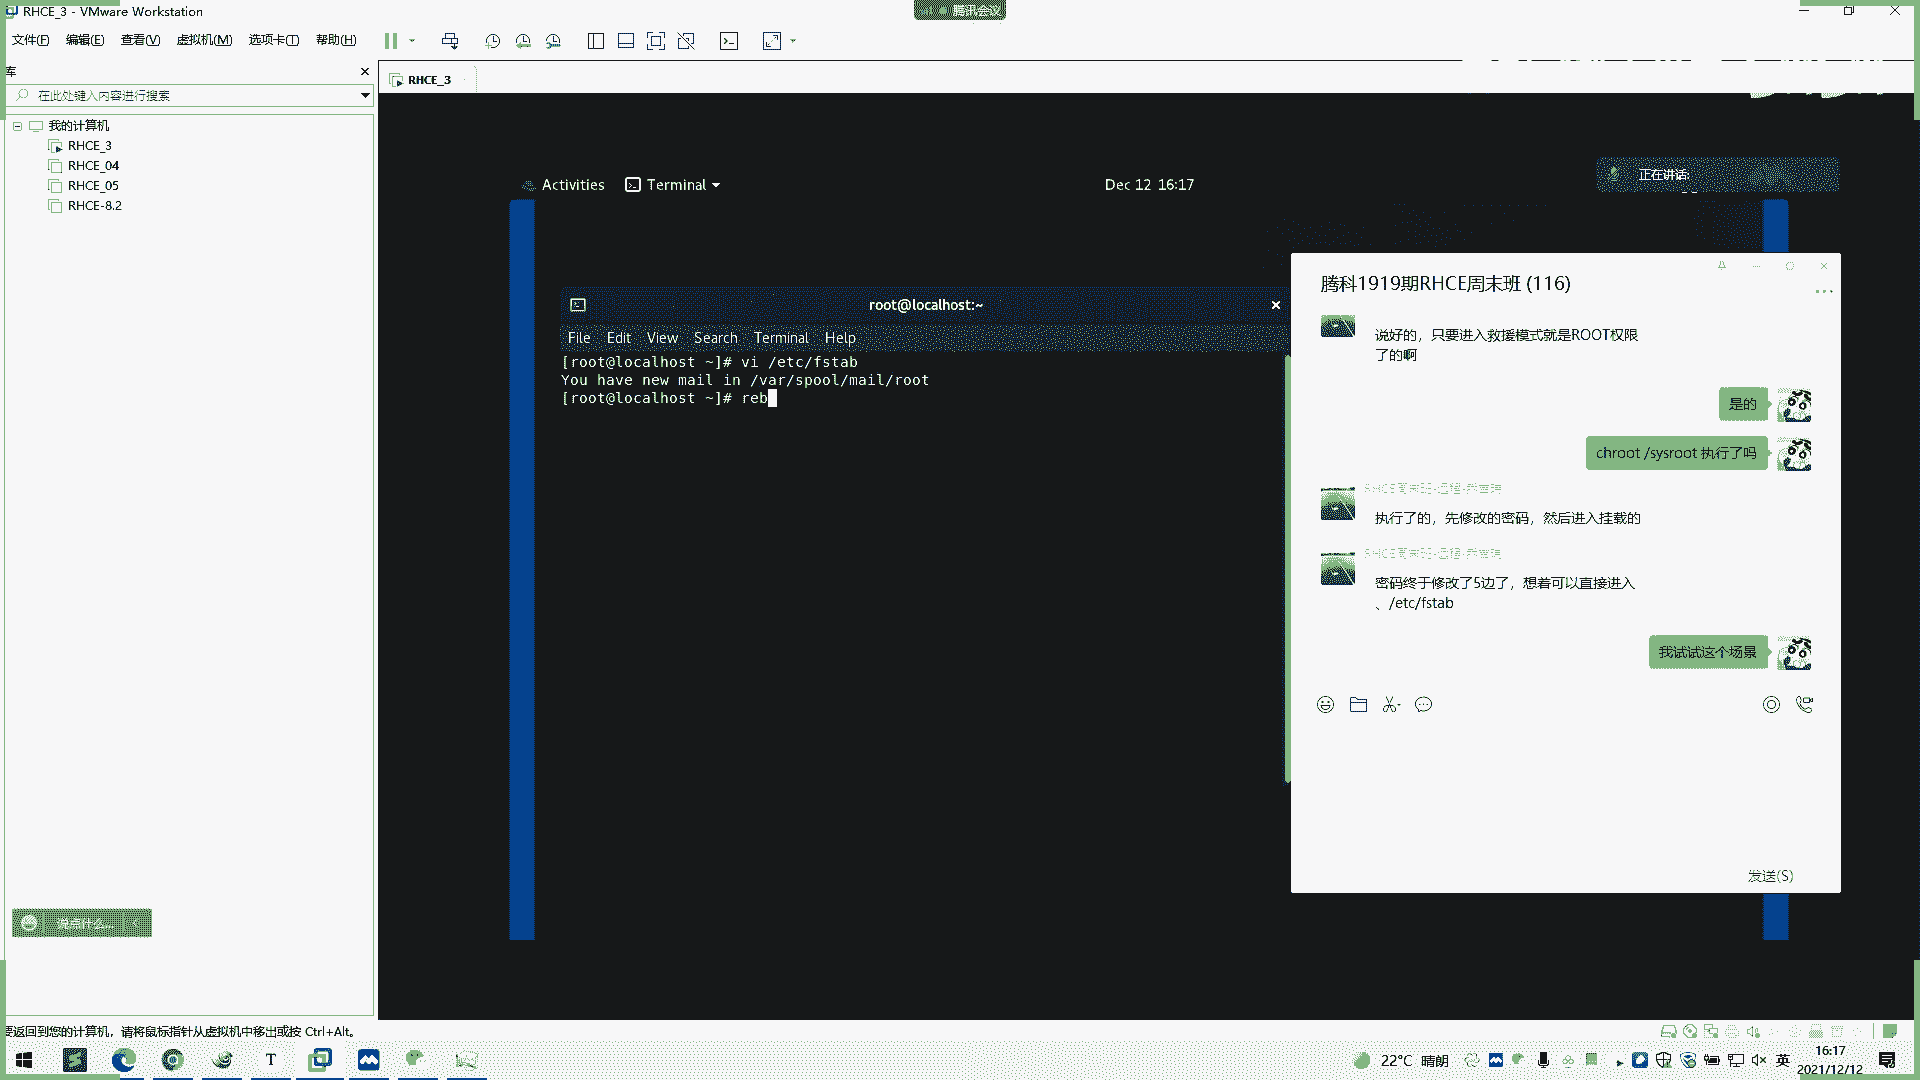 RHCE_3 - VMware Workstation
腾讯会议
文件(F) 编辑(E) 查看(V) 虚拟机(M) 选项卡(T) 帮助(H)
库
在此处键入内容进行搜索
我的计算机
RHCE_3
RHCE_04
RHCE_05
RHCE-8.2
RHCE_3
Activities Terminal Dec 12 16:17
正在讲话:
root@localhost:~
File Edit View Search Terminal Help
[root@localhost ~]# vi /etc/fstab
You have new mail in /var/spool/mail/root
[root@localhost ~]# reb
腾科1919期RHCE周末班 (116)
说好的，只要进入救援模式就是ROOT权限
了的啊
是的
chroot /sysroot 执行了吗
执行了的，先修改的密码，然后进入挂载的
密码终于修改了5边了，想着可以直接进入
、/etc/fstab
我试试这个场景
发送(S)
说点什么...
要返回到您的计算机，请将鼠标指针从虚拟机中移出或按 Ctrl+Alt。
22°C 晴朗
英
16:17
2021/12/12